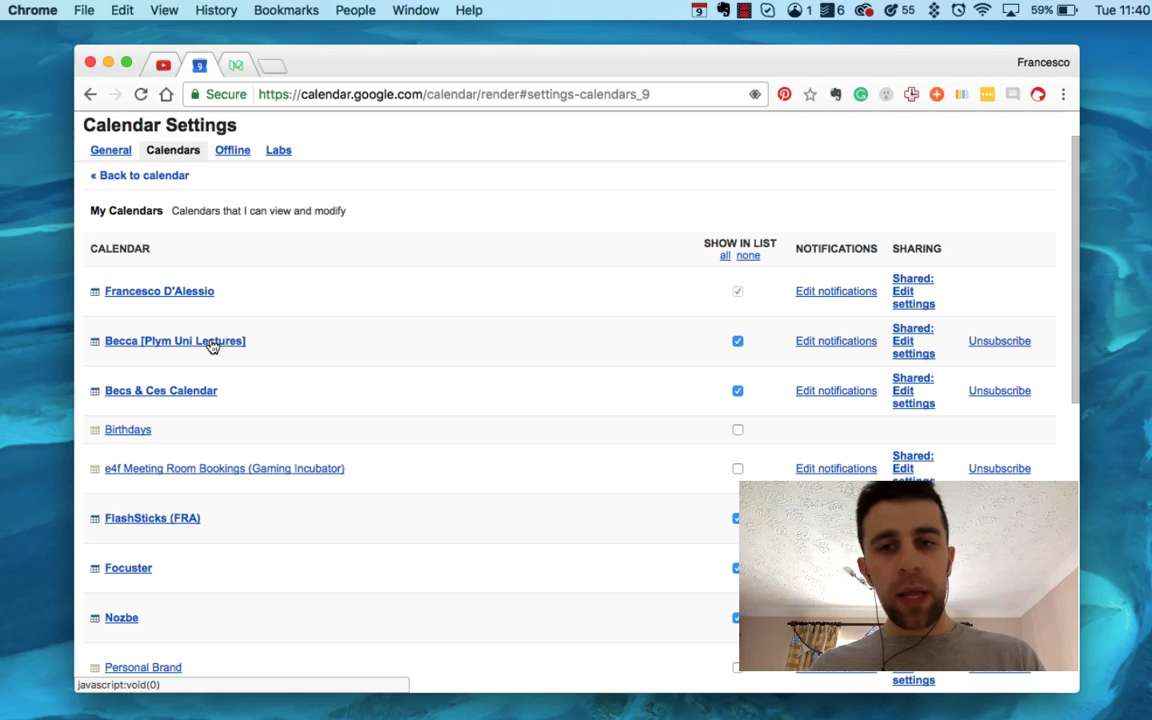 Chrome File Edit View History Bookmarks People Window Help 9 1 6 55 59% Tue 11:40
9 Francesco
Secure https://calendar.google.com/calendar/render#settings-calendars_9
Calendar Settings
General Calendars Offline Labs
« Back to calendar
My Calendars Calendars that I can view and modify
CALENDAR SHOW IN LIST NOTIFICATIONS SHARING
all none
Francesco D'Alessio Edit notifications Shared: Edit settings
Becca [Plym Uni Lectures] Edit notifications Shared: Edit settings Unsubscribe
Becs & Ces Calendar Edit notifications Shared: Edit settings Unsubscribe
Birthdays
e4f Meeting Room Bookings (Gaming Incubator) Edit notifications Shared: Edit Unsubscribe
FlashSticks (FRA)
Focuster
Nozbe
Personal Brand settings
javascript:void(0)